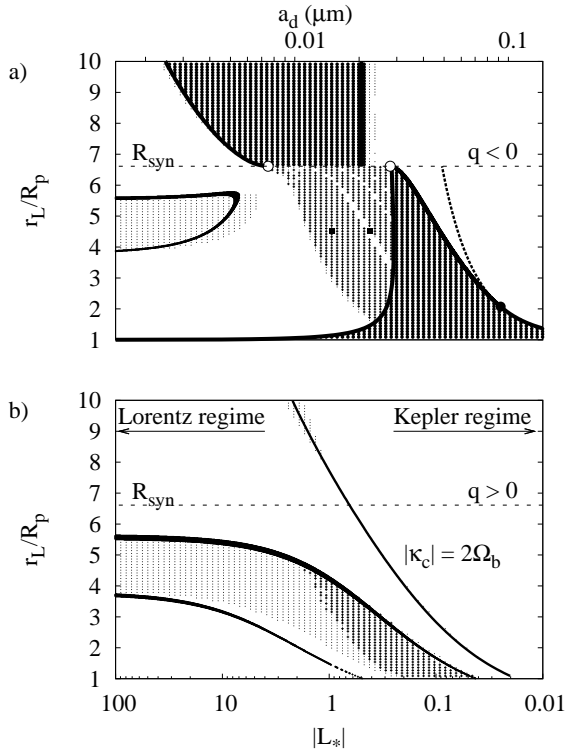 a_d (μm)
0.01 0.1
a)
10
9
8
7
R_syn q < 0
6
5
4
3
2
1
r_L/R_p
b)
10
Lorentz regime Kepler regime
9
8
7
R_syn q > 0
6
5
|κ_c| = 2Ω_b
4
3
2
1
r_L/R_p
100 10 1 0.1 0.01
|L_*|